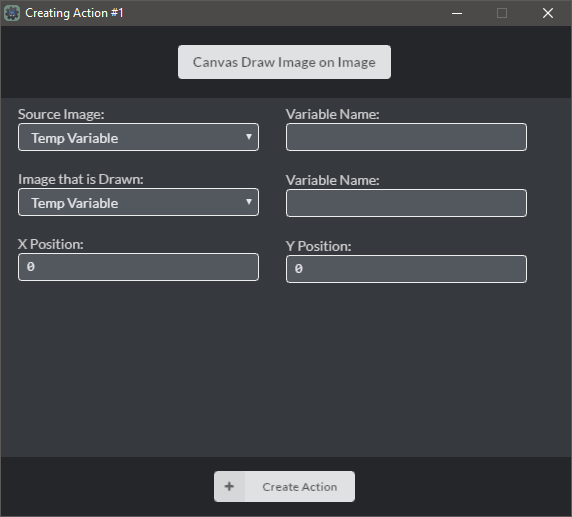 Creating Action #1
Canvas Draw Image on Image
Source Image: Variable Name:
Temp Variable
Image that is Drawn: Variable Name:
Temp Variable
X Position: Y Position:
0 0
+ Create Action